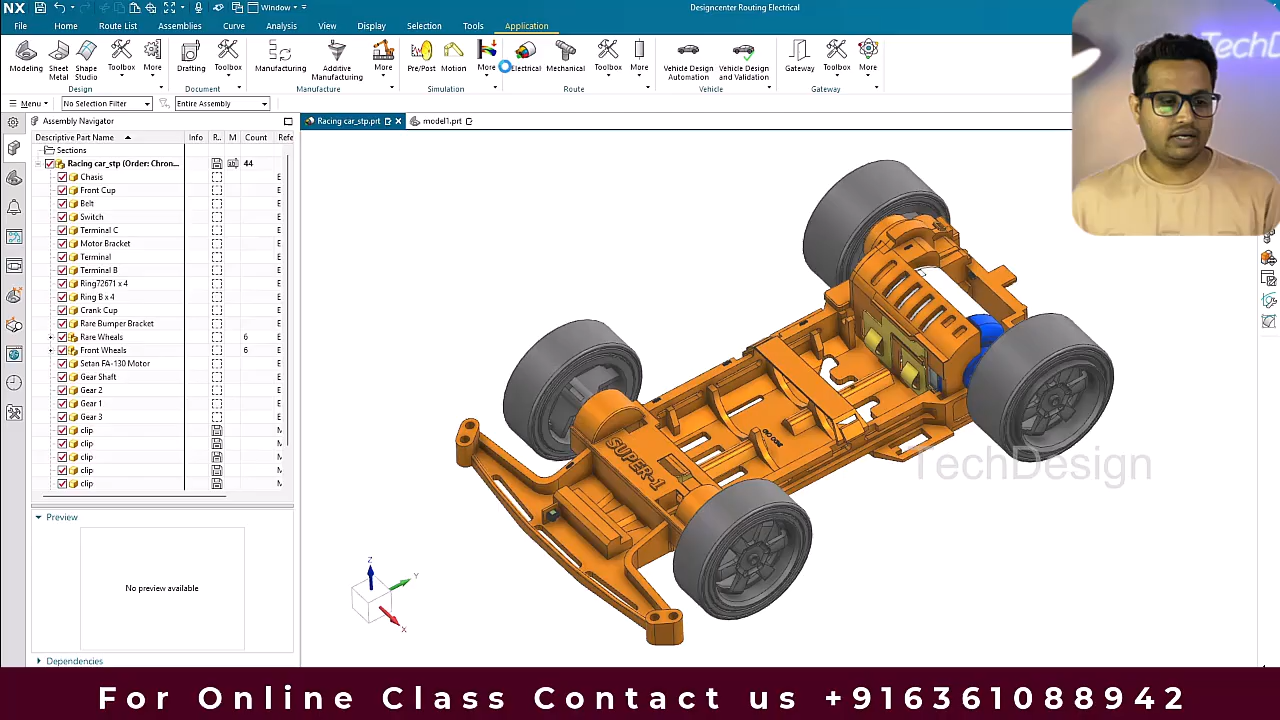 NX
Window
Designcenter Routing Electrical
File Home Route List Assemblies Curve Analysis View Display Selection Tools Application
Modeling Sheet Metal Shape Studio Toolbox More Drafting Toolbox Manufacturing Additive Manufacturing More Pre/Post Motion More Electrical Mechanical Toolbox More Vehicle Design Automation Vehicle Design and Validation Gateway Toolbox More
Design Document Manufacture Simulation Route Vehicle Gateway
Menu No Selection Filter Entire Assembly
Assembly Navigator
Racing car_stp.prt
model1.prt
Descriptive Part Name Info R.. M Count Refe
Sections
Racing car_stp (Order: Chron... 44
Chasis E
Front Cup E
Belt E
Switch E
Terminal C E
Motor Bracket E
Terminal E
Terminal B E
Ring72671 x 4 E
Ring B x 4 E
Crank Cup E
Rare Bumper Bracket E
Rare Wheels 6 E
Front Wheels 6 E
Setan FA-130 Motor E
Gear Shaft E
Gear 2 E
Gear 1 E
Gear 3 E
clip
clip
clip
clip
clip
Preview
No preview available
Dependencies
SUPER-1
Z
Y
X
TechDesign
TechD
For Online Class Contact us +916361088942